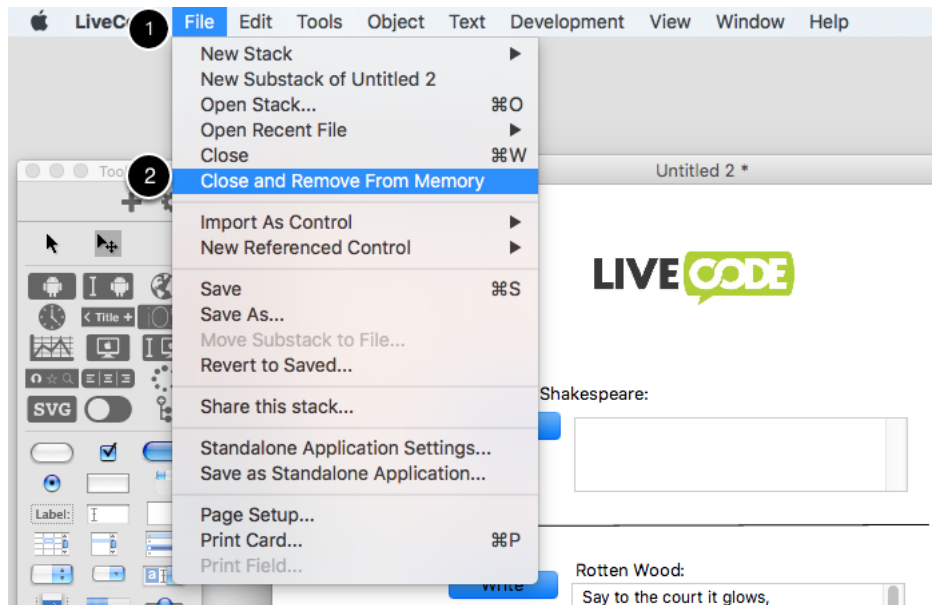 LiveC 1 File Edit Tools Object Text Development View Window Help
New Stack
New Substack of Untitled 2
Open Stack... ⌘O
Open Recent File
Close ⌘W
2 Close and Remove From Memory
Too
Untitled 2 *
Import As Control
New Referenced Control
Save ⌘S
Save As...
Move Substack to File...
Revert to Saved...
Share this stack...
Standalone Application Settings...
Save as Standalone Application...
Page Setup...
Print Card... ⌘P
Print Field...
< Title +
SVG
Label:
LIVE CODE
Shakespeare:
Write
Rotten Wood:
Say to the court it glows,